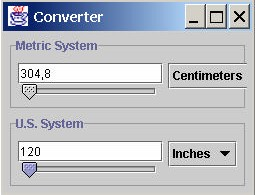 Converter
Metric System
304,8
Centimeters
U.S. System
120
Inches